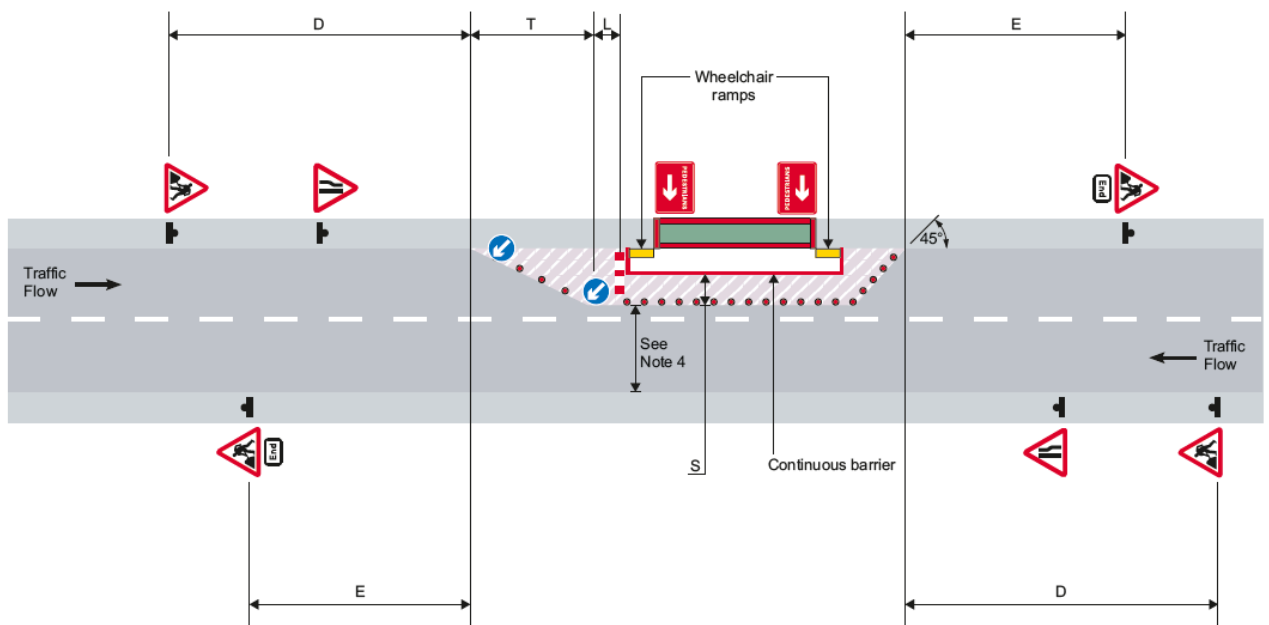 D
T
L
E
Wheelchair
ramps
PEDESTRIANS
PEDESTRIANS
End
45°
Traffic
Flow
See
Note 4
Traffic
Flow
End
S
Continuous barrier
E
D